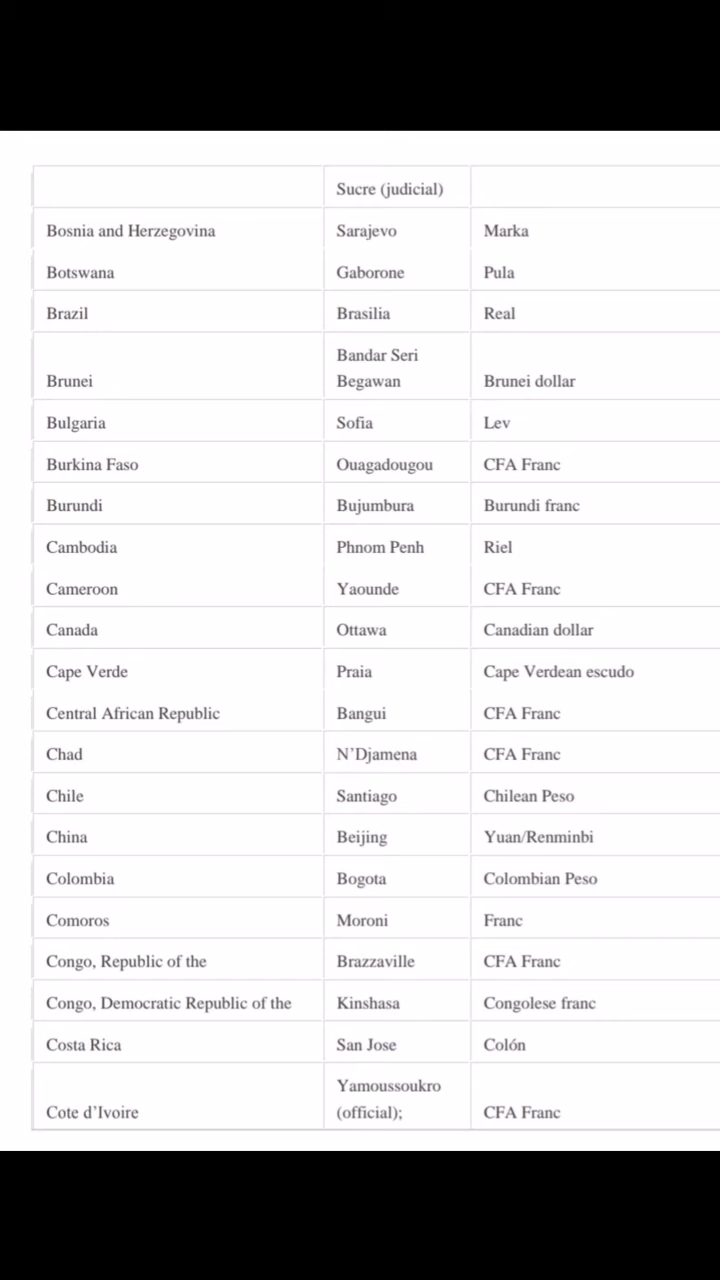 Sucre (judicial)
Bosnia and Herzegovina Sarajevo Marka
Botswana Gaborone Pula
Brazil Brasilia Real
Bandar Seri
Brunei Begawan Brunei dollar
Bulgaria Sofia Lev
Burkina Faso Ouagadougou CFA Franc
Burundi Bujumbura Burundi franc
Cambodia Phnom Penh Riel
Cameroon Yaounde CFA Franc
Canada Ottawa Canadian dollar
Cape Verde Praia Cape Verdean escudo
Central African Republic Bangui CFA Franc
Chad N’Djamena CFA Franc
Chile Santiago Chilean Peso
China Beijing Yuan/Renminbi
Colombia Bogota Colombian Peso
Comoros Moroni Franc
Congo, Republic of the Brazzaville CFA Franc
Congo, Democratic Republic of the Kinshasa Congolese franc
Costa Rica San Jose Colón
Yamoussoukro
Cote d’Ivoire (official); CFA Franc